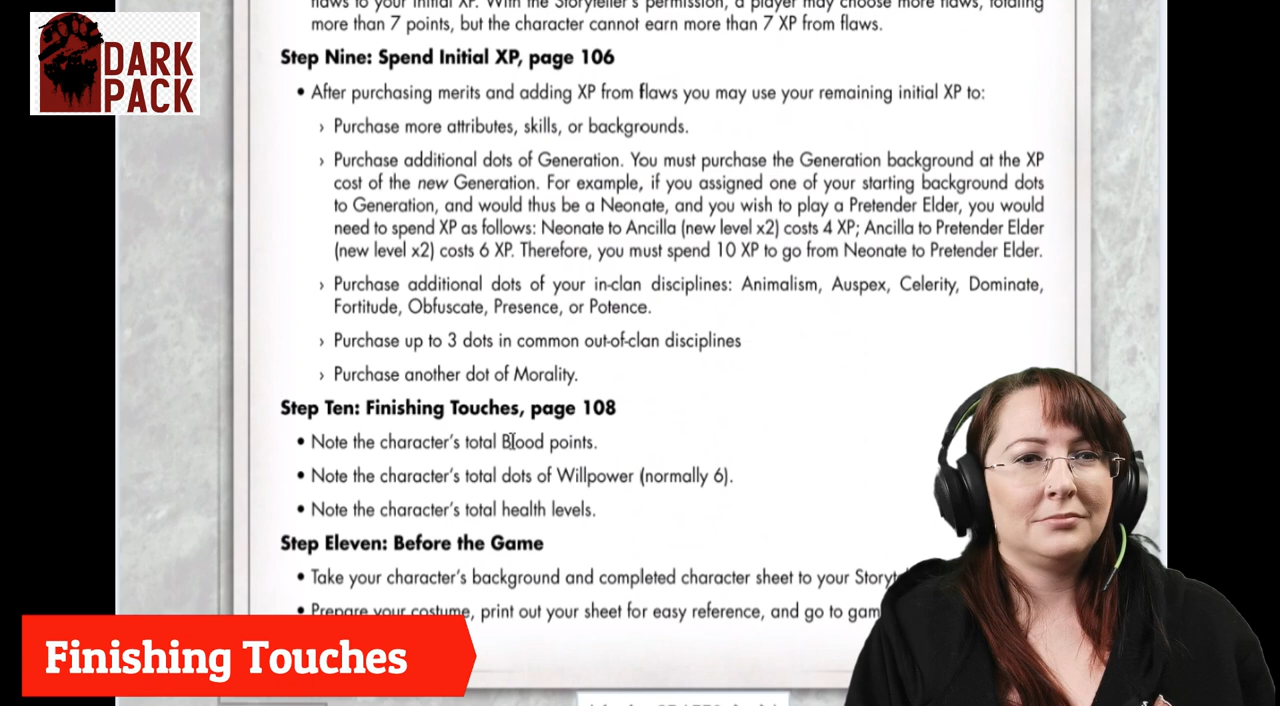 DARK
PACK
flaws to your initial XP. With the Storyteller's permission, a player may choose more flaws, totaling
more than 7 points, but the character cannot earn more than 7 XP from flaws.
Step Nine: Spend Initial XP, page 106
• After purchasing merits and adding XP from flaws you may use your remaining initial XP to:
› Purchase more attributes, skills, or backgrounds.
› Purchase additional dots of Generation. You must purchase the Generation background at the XP
cost of the new Generation. For example, if you assigned one of your starting background dots
to Generation, and would thus be a Neonate, and you wish to play a Pretender Elder, you would
need to spend XP as follows: Neonate to Ancilla (new level x2) costs 4 XP; Ancilla to Pretender Elder
(new level x2) costs 6 XP. Therefore, you must spend 10 XP to go from Neonate to Pretender Elder.
› Purchase additional dots of your in-clan disciplines: Animalism, Auspex, Celerity, Dominate,
Fortitude, Obfuscate, Presence, or Potence.
› Purchase up to 3 dots in common out-of-clan disciplines
› Purchase another dot of Morality.
Step Ten: Finishing Touches, page 108
• Note the character's total Blood points.
• Note the character's total dots of Willpower (normally 6).
• Note the character's total health levels.
Step Eleven: Before the Game
• Take your character's background and completed character sheet to your
• Prepare your costume, print out your sheet for easy reference, and go to
Finishing Touches